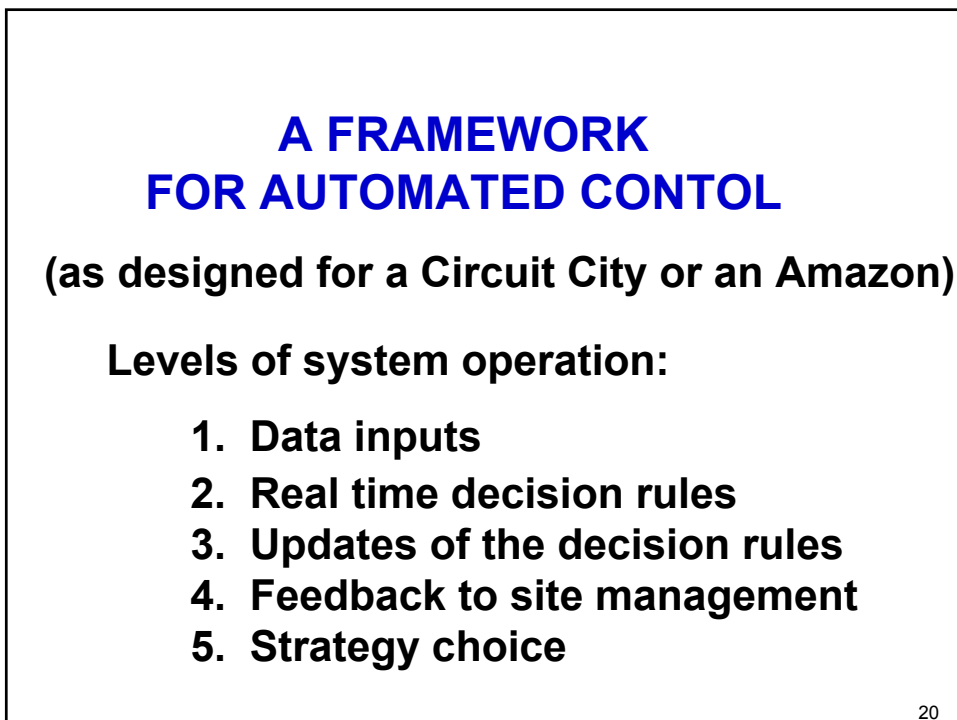 A FRAMEWORK
FOR AUTOMATED CONTOL
(as designed for a Circuit City or an Amazon)
Levels of system operation:
1. Data inputs
2. Real time decision rules
3. Updates of the decision rules
4. Feedback to site management
5. Strategy choice
20